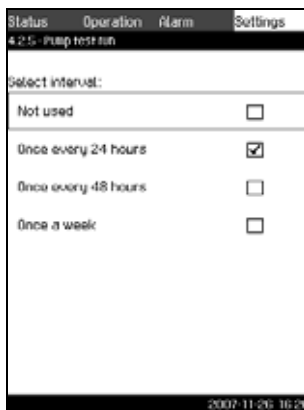 Status Operation Alarm Settings
4.2.5 - Pump test run
Select interval:
Not used
Once every 24 hours
Once every 48 hours
Once a week
2007-11-26 16:26